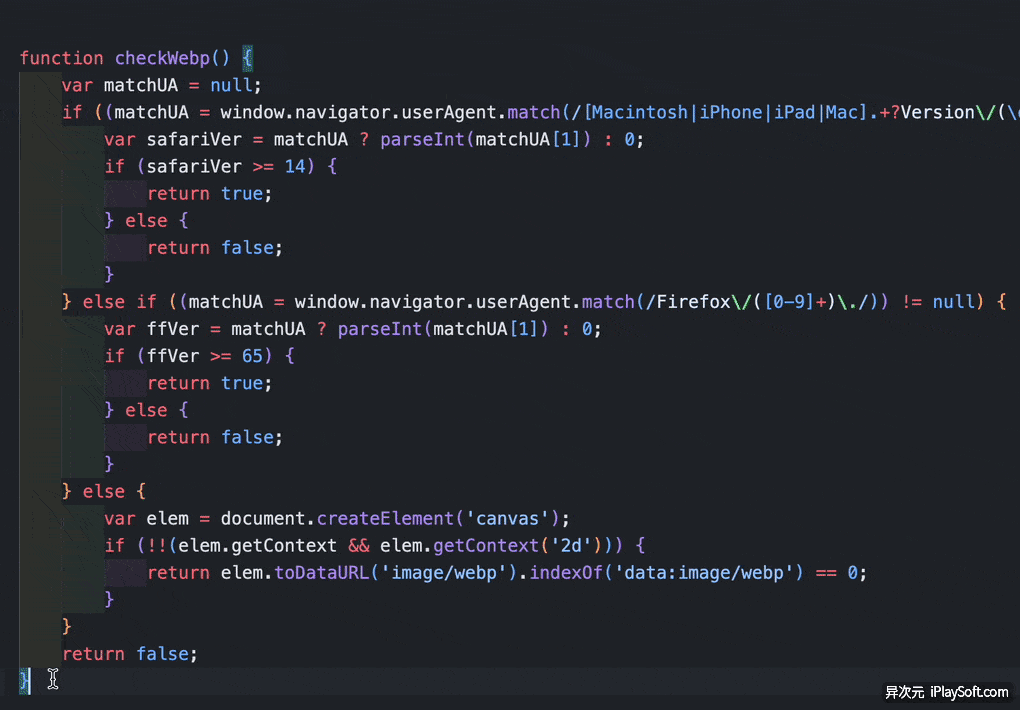 function checkWebp() {
    var matchUA = null;
    if ((matchUA = window.navigator.userAgent.match(/[Macintosh|iPhone|iPad|Mac].+?Version\/(\
        var safariVer = matchUA ? parseInt(matchUA[1]) : 0;
        if (safariVer >= 14) {
            return true;
        } else {
            return false;
        }
    } else if ((matchUA = window.navigator.userAgent.match(/Firefox\/([0-9]+)\./)) != null) {
        var ffVer = matchUA ? parseInt(matchUA[1]) : 0;
        if (ffVer >= 65) {
            return true;
        } else {
            return false;
        }
    } else {
        var elem = document.createElement('canvas');
        if (!!(elem.getContext && elem.getContext('2d'))) {
            return elem.toDataURL('image/webp').indexOf('data:image/webp') == 0;
        }
    }
    return false;
}
异次元 iPlaySoft.com